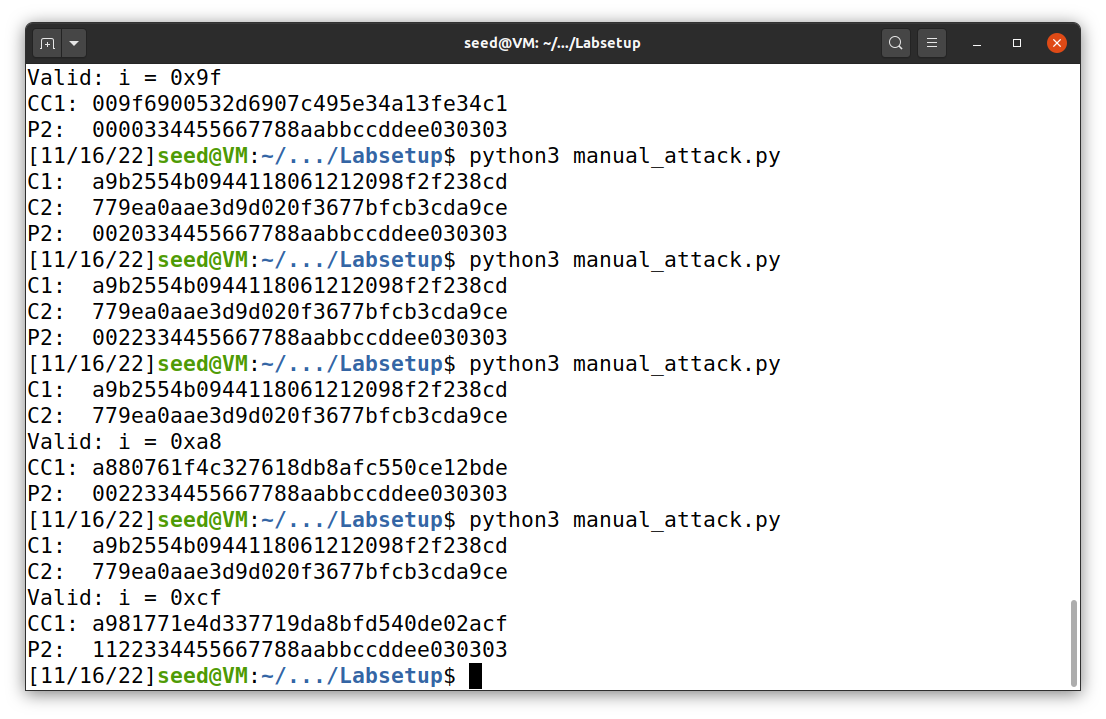 seed@VM: ~/.../Labsetup
Valid: i = 0x9f
CC1: 009f6900532d6907c495e34a13fe34c1
P2:  0000334455667788aabbccddee030303
[11/16/22]seed@VM:~/.../Labsetup$ python3 manual_attack.py
C1:  a9b2554b0944118061212098f2f238cd
C2:  779ea0aae3d9d020f3677bfcb3cda9ce
P2:  0020334455667788aabbccddee030303
[11/16/22]seed@VM:~/.../Labsetup$ python3 manual_attack.py
C1:  a9b2554b0944118061212098f2f238cd
C2:  779ea0aae3d9d020f3677bfcb3cda9ce
P2:  0022334455667788aabbccddee030303
[11/16/22]seed@VM:~/.../Labsetup$ python3 manual_attack.py
C1:  a9b2554b0944118061212098f2f238cd
C2:  779ea0aae3d9d020f3677bfcb3cda9ce
Valid: i = 0xa8
CC1: a880761f4c327618db8afc550ce12bde
P2:  0022334455667788aabbccddee030303
[11/16/22]seed@VM:~/.../Labsetup$ python3 manual_attack.py
C1:  a9b2554b0944118061212098f2f238cd
C2:  779ea0aae3d9d020f3677bfcb3cda9ce
Valid: i = 0xcf
CC1: a981771e4d337719da8bfd540de02acf
P2:  1122334455667788aabbccddee030303
[11/16/22]seed@VM:~/.../Labsetup$